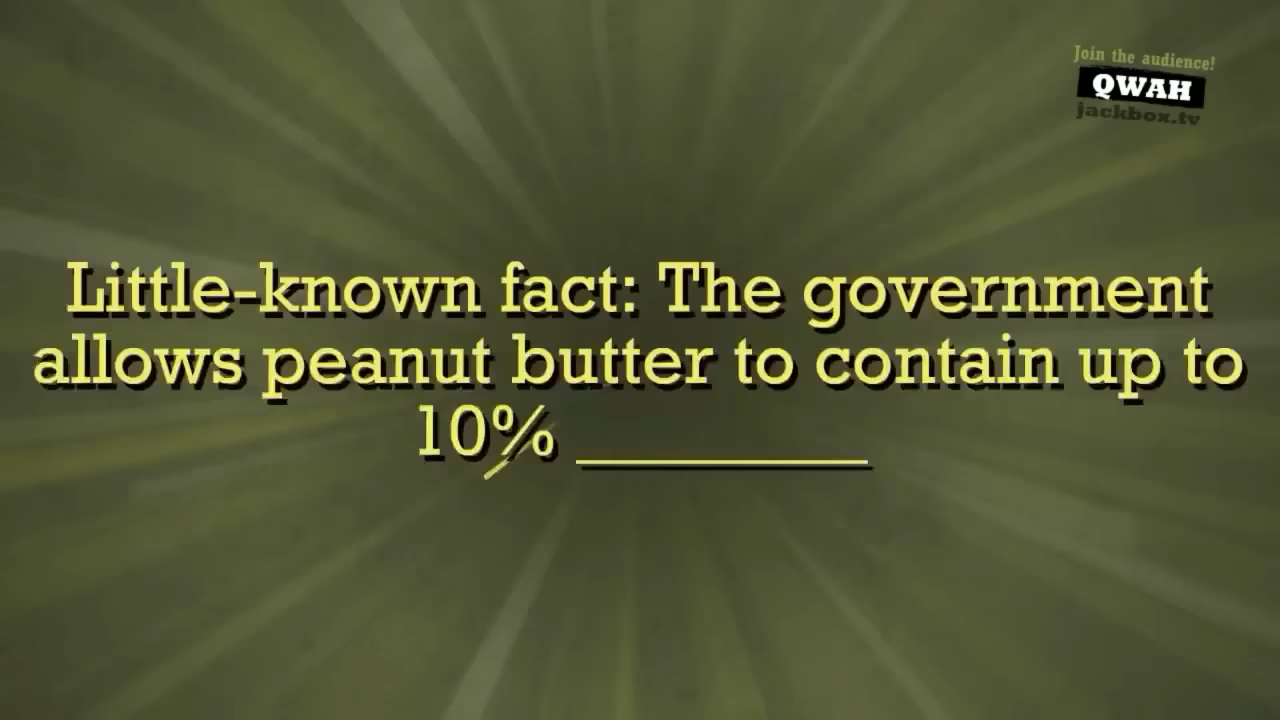 Join the audience!
QWAH
jackbox.tv
Little-known fact: The government
allows peanut butter to contain up to
10% ________